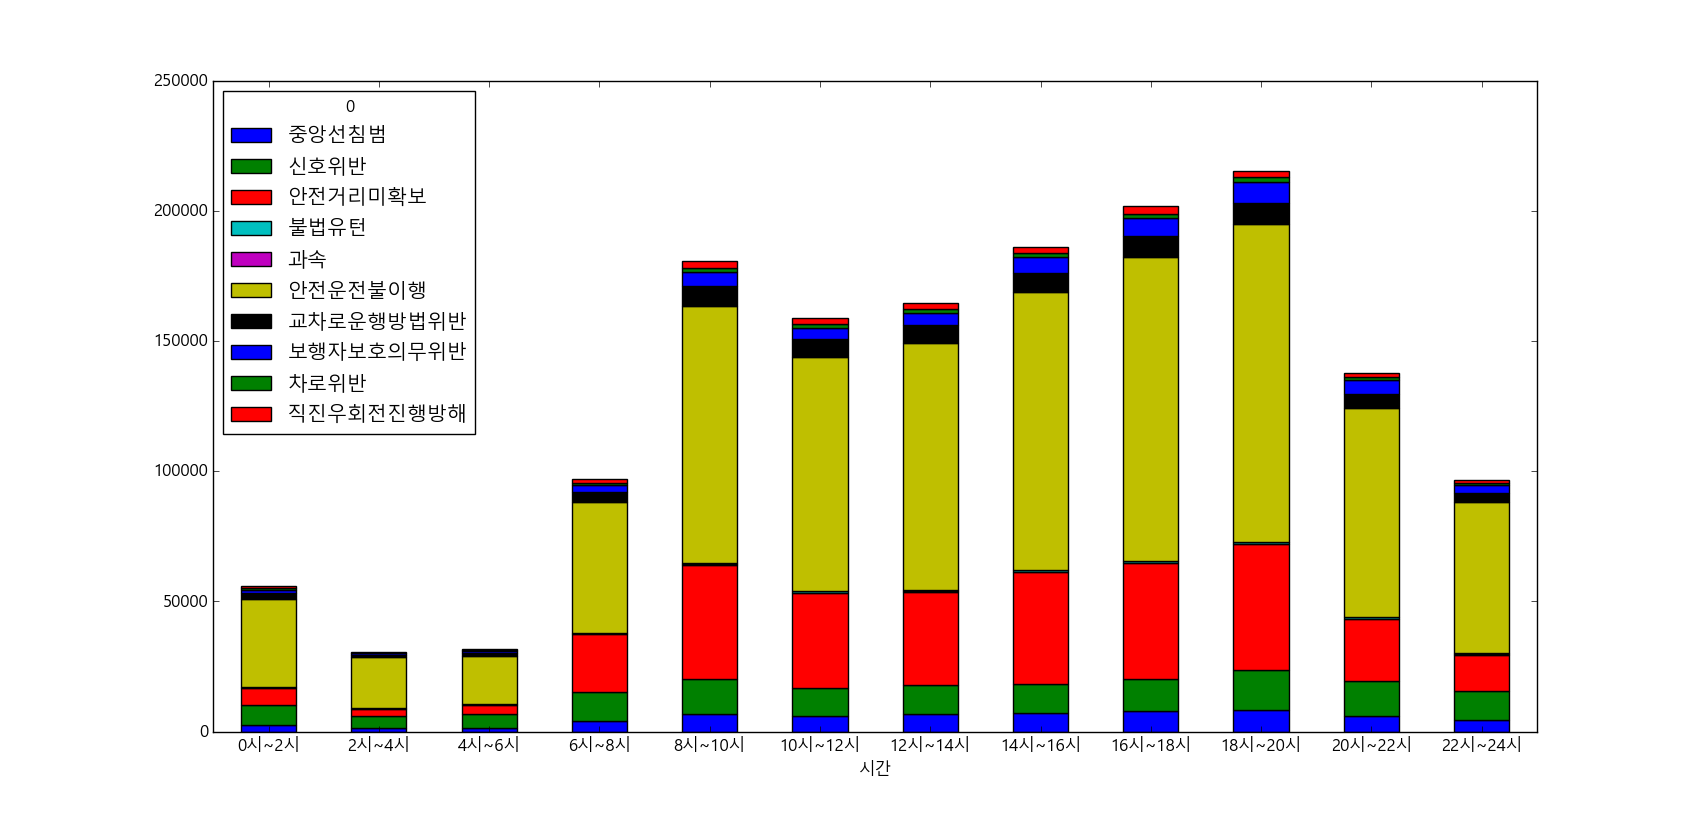 250000
200000
150000
100000
50000
0
0
중앙선침범
신호위반
안전거리미확보
불법유턴
과속
안전운전불이행
교차로운행방법위반
보행자보호의무위반
차로위반
직진우회전진행방해
0시~2시 2시~4시 4시~6시 6시~8시 8시~10시 10시~12시 12시~14시 14시~16시 16시~18시 18시~20시 20시~22시 22시~24시
시간